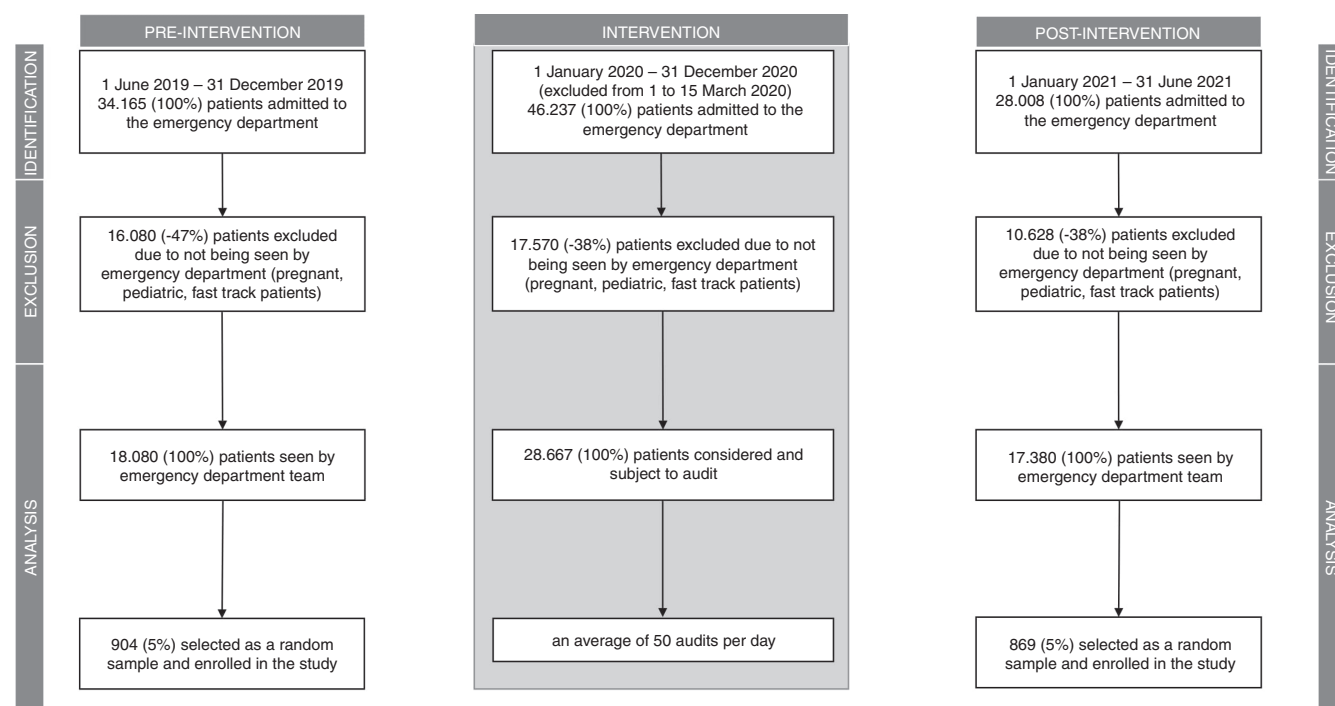 PRE-INTERVENTION
INTERVENTION
POST-INTERVENTION
IDENTIFICATION
1 June 2019 – 31 December 2019
34.165 (100%) patients admitted to
the emergency department
1 January 2020 – 31 December 2020
(excluded from 1 to 15 March 2020)
46.237 (100%) patients admitted to the
emergency department
1 January 2021 – 31 June 2021
28.008 (100%) patients admitted to
the emergency department
IDENTIFICATION
EXCLUSION
16.080 (-47%) patients excluded
due to not being seen by
emergency department (pregnant,
pediatric, fast track patients)
17.570 (-38%) patients excluded due to not
being seen by emergency department
(pregnant, pediatric, fast track patients)
10.628 (-38%) patients excluded
due to not being seen by
emergency department (pregnant,
pediatric, fast track patients)
EXCLUSION
ANALYSIS
18.080 (100%) patients seen by
emergency department team
28.667 (100%) patients considered and
subject to audit
17.380 (100%) patients seen by
emergency department team
ANALYSIS
904 (5%) selected as a random
sample and enrolled in the study
an average of 50 audits per day
869 (5%) selected as a random
sample and enrolled in the study